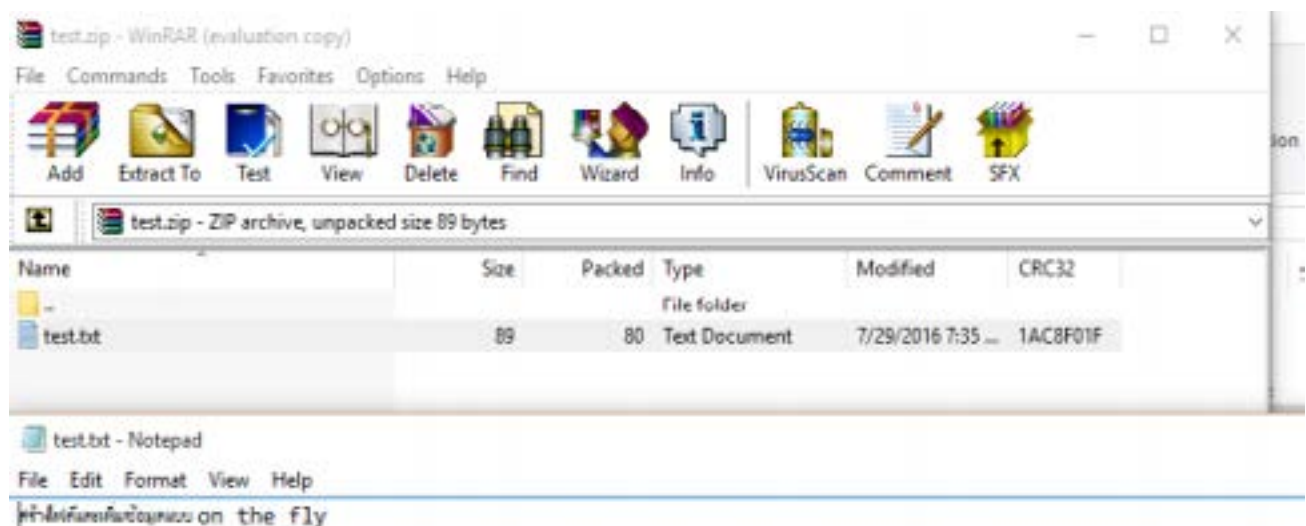 test.zip - WinRAR (evaluation copy)
File Commands Tools Favorites Options Help
Add Extract To Test View Delete Find Wizard Info VirusScan Comment SFX
test.zip - ZIP archive, unpacked size 89 bytes
Name Size Packed Type Modified CRC32
.. File folder
test.txt 89 80 Text Document 7/29/2016 7:35 ... 1AC8F01F
test.txt - Notepad
File Edit Format View Help
on the fly